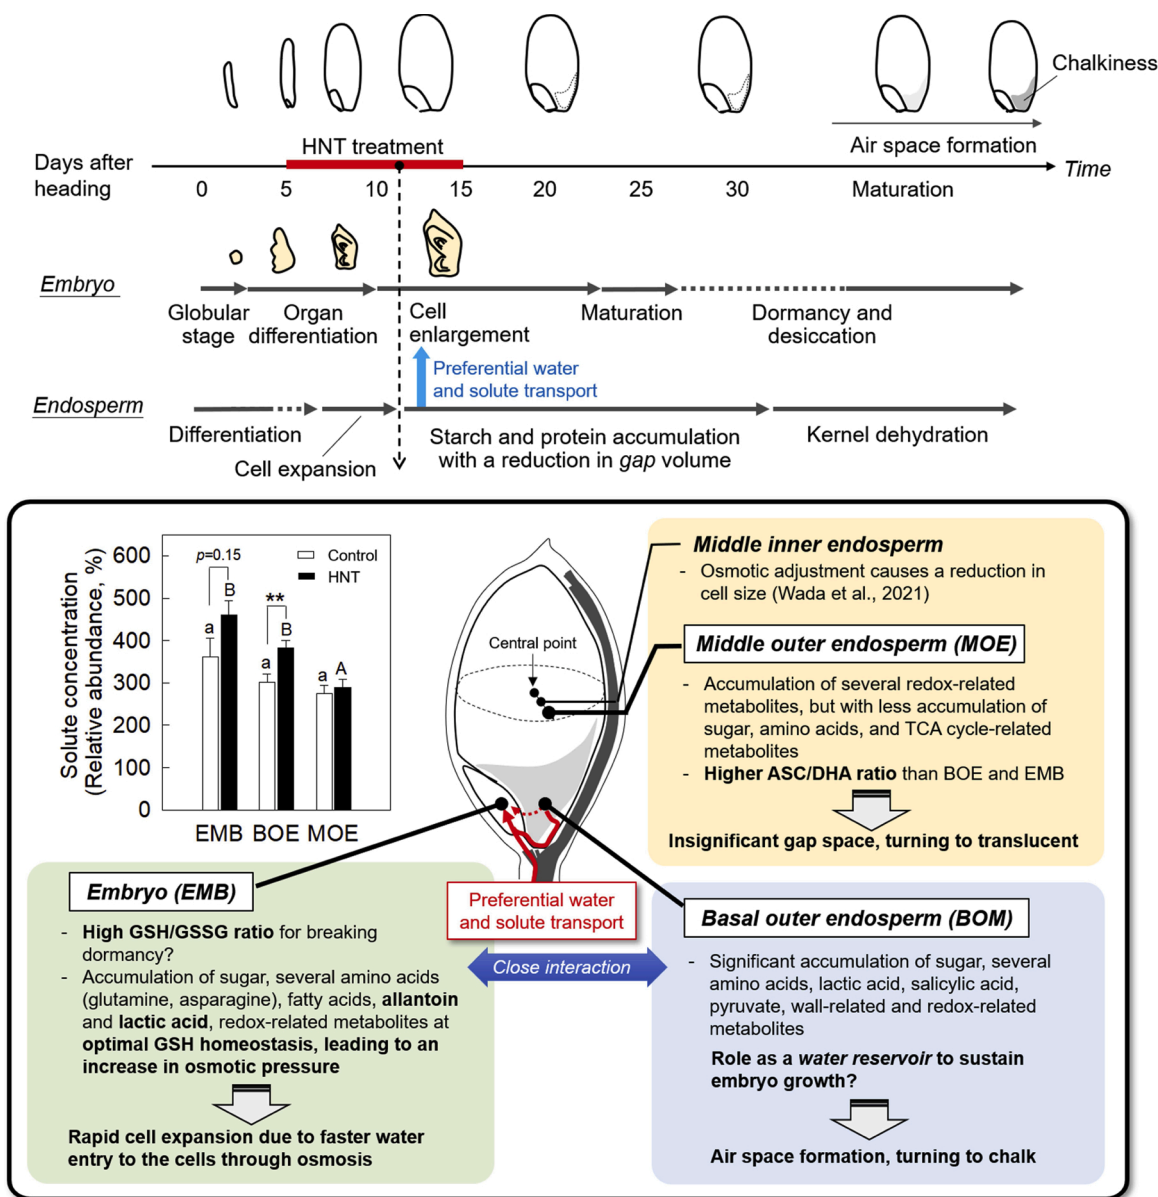 Chalkiness
Air space formation
HNT treatment
Days after
heading
Time
0 5 10 15 20 25 30 Maturation
Embryo
Globular
stage
Organ
differentiation
Cell
enlargement
Maturation
Dormancy and
desiccation
Preferential water
and solute transport
Endosperm
Differentiation
Cell expansion
Starch and protein accumulation
with a reduction in gap volume
Kernel dehydration
Solute concentration
(Relative abundance, %)
600
500
400
300
200
100
0
p=0.15
Control
HNT
a B
**
a B
a A
EMB BOE MOE
Central point
Middle inner endosperm
- Osmotic adjustment causes a reduction in
cell size (Wada et al., 2021)
Middle outer endosperm (MOE)
- Accumulation of several redox-related
metabolites, but with less accumulation of
sugar, amino acids, and TCA cycle-related
metabolites
- Higher ASC/DHA ratio than BOE and EMB
Insignificant gap space, turning to translucent
Embryo (EMB)
- High GSH/GSSG ratio for breaking
dormancy?
- Accumulation of sugar, several amino acids
(glutamine, asparagine), fatty acids, allantoin
and lactic acid, redox-related metabolites at
optimal GSH homeostasis, leading to an
increase in osmotic pressure
Rapid cell expansion due to faster water
entry to the cells through osmosis
Preferential water
and solute transport
Close interaction
Basal outer endosperm (BOM)
- Significant accumulation of sugar, several
amino acids, lactic acid, salicylic acid,
pyruvate, wall-related and redox-related
metabolites
Role as a water reservoir to sustain
embryo growth?
Air space formation, turning to chalk